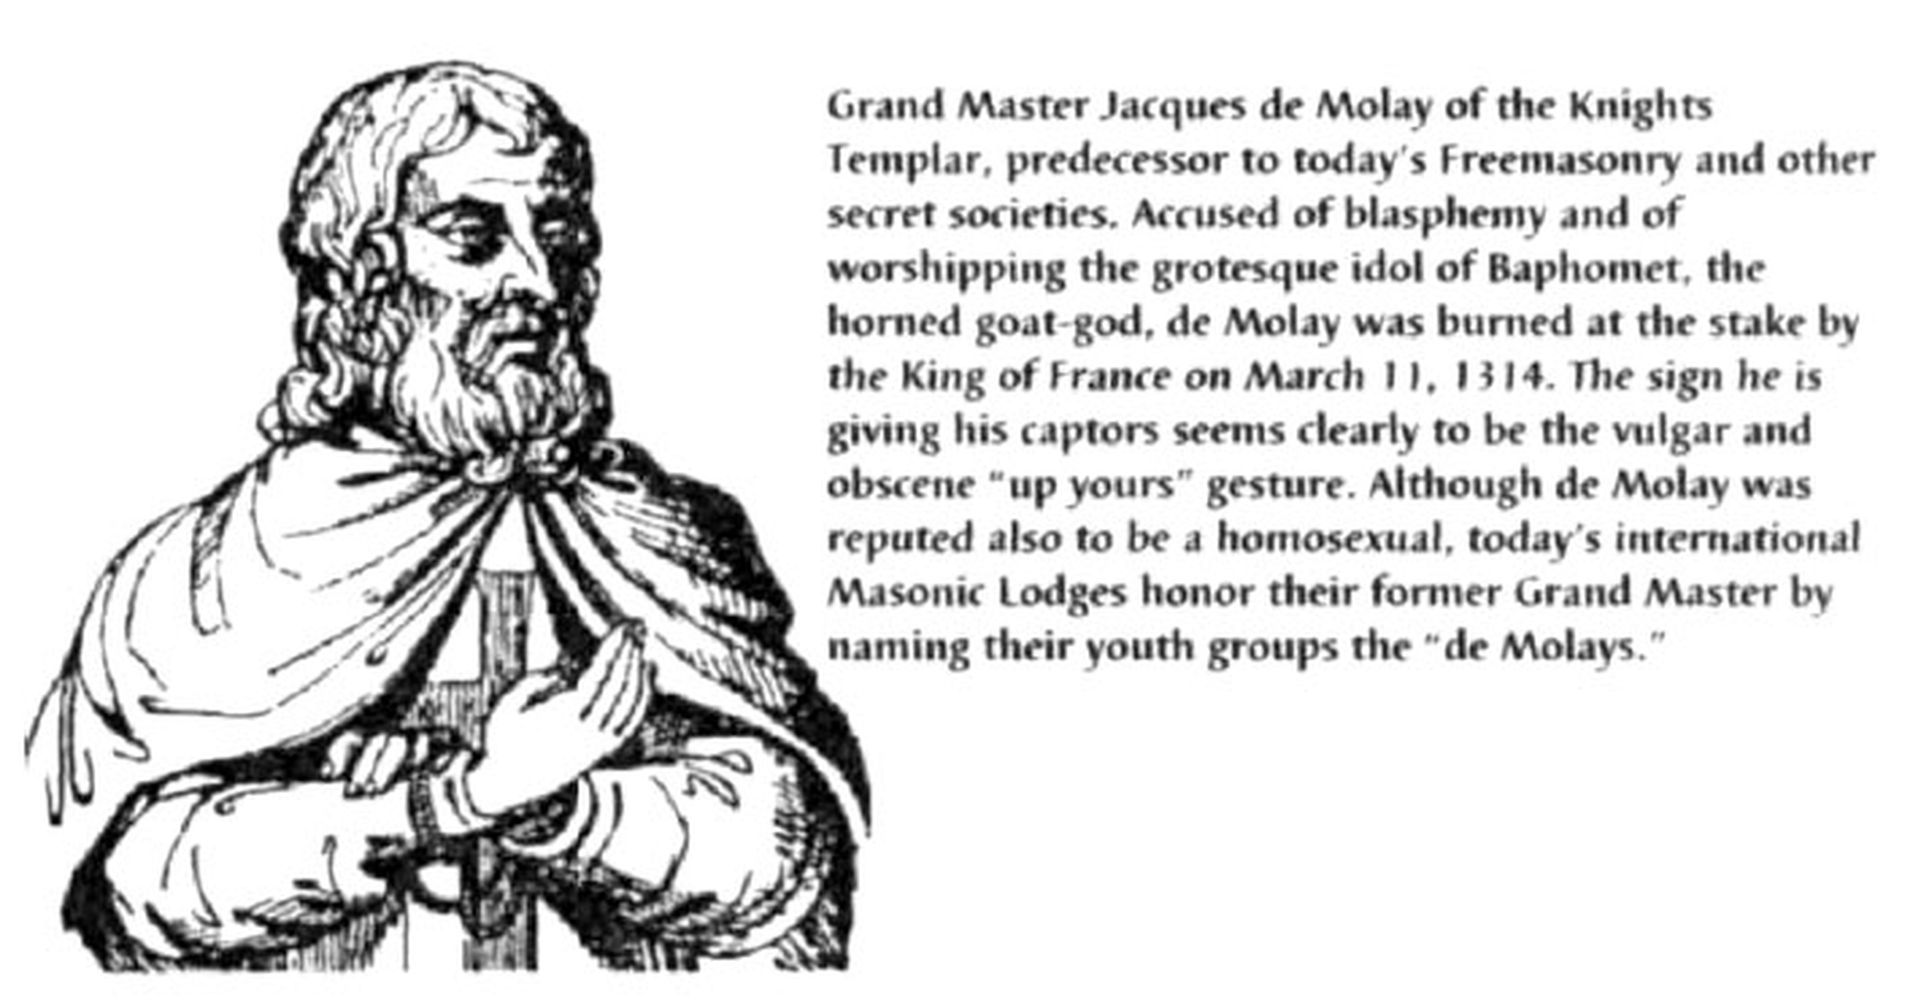 Grand Master Jacques de Molay of the Knights
Templar, predecessor to today's Freemasonry and other
secret societies. Accused of blasphemy and of
worshipping the grotesque idol of Baphomet, the
horned goat-god, de Molay was burned at the stake by
the King of France on March 11, 1314. The sign he is
giving his captors seems clearly to be the vulgar and
obscene "up yours" gesture. Although de Molay was
reputed also to be a homosexual, today's international
Masonic Lodges honor their former Grand Master by
naming their youth groups the "de Molays."